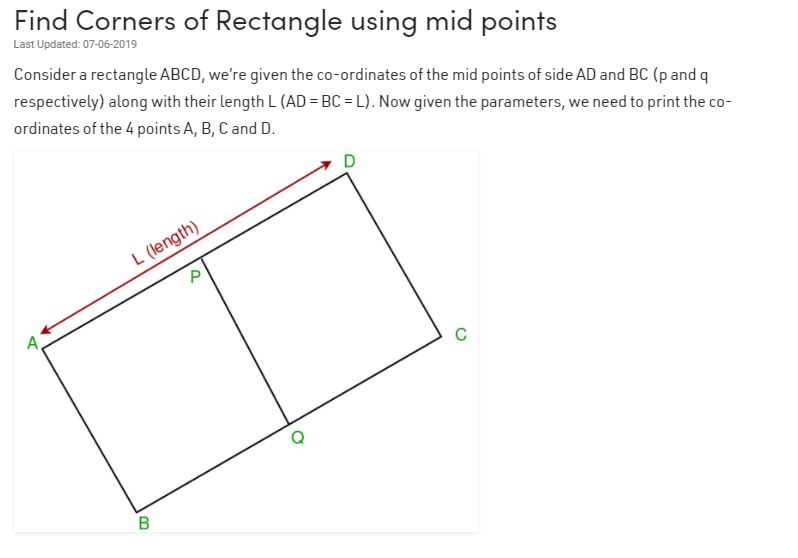 Find Corners of Rectangle using mid points
Last Updated: 07-06-2019
Consider a rectangle ABCD, we're given the co-ordinates of the mid points of side AD and BC (p and q
respectively) along with their length L (AD = BC = L). Now given the parameters, we need to print the co-
ordinates of the 4 points A, B, C and D.
D
L (length)
P
A
C
Q
B